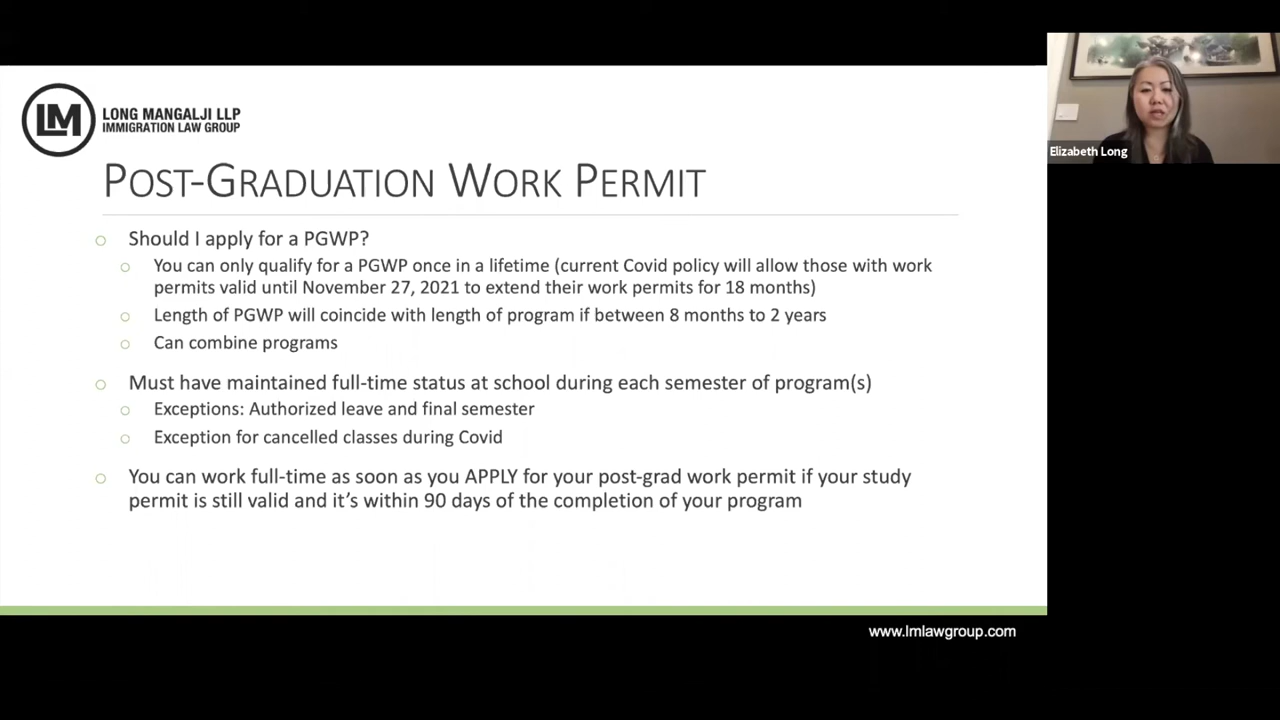 LONG MANGALJI LLP
IMMIGRATION LAW GROUP
POST-GRADUATION WORK PERMIT
Should I apply for a PGWP?
You can only qualify for a PGWP once in a lifetime (current Covid policy will allow those with work
permits valid until November 27, 2021 to extend their work permits for 18 months)
Length of PGWP will coincide with length of program if between 8 months to 2 years
Can combine programs
Must have maintained full-time status at school during each semester of program(s)
Exceptions: Authorized leave and final semester
Exception for cancelled classes during Covid
You can work full-time as soon as you APPLY for your post-grad work permit if your study
permit is still valid and it's within 90 days of the completion of your program
www.lmlawgroup.com
Elizabeth Long
LM